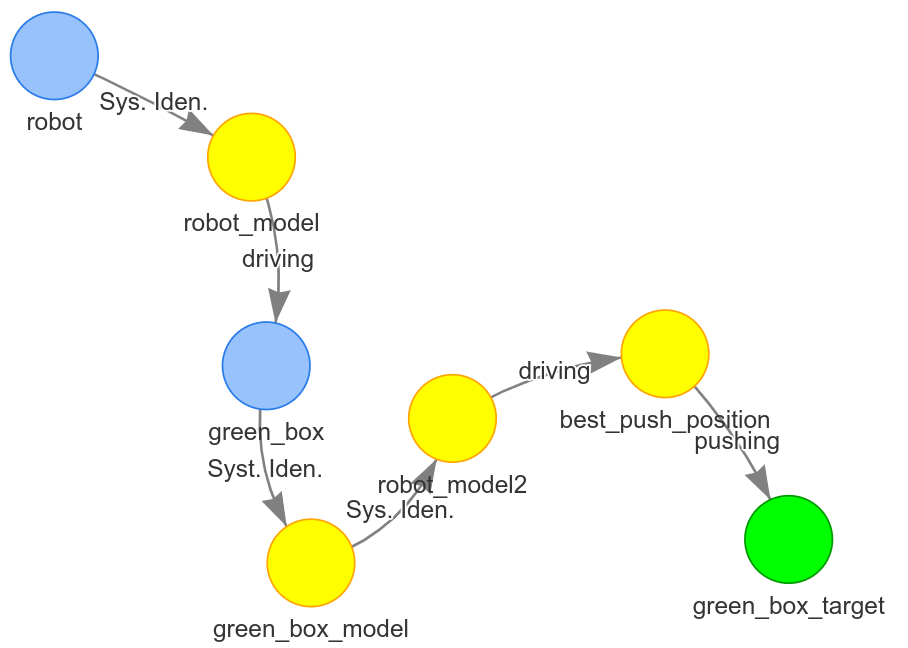 Sys. Iden.
robot
robot_model
driving
green_box
Syst. Iden.
green_box_model
Sys. Iden.
robot_model2
driving
best_push_position
pushing
green_box_target